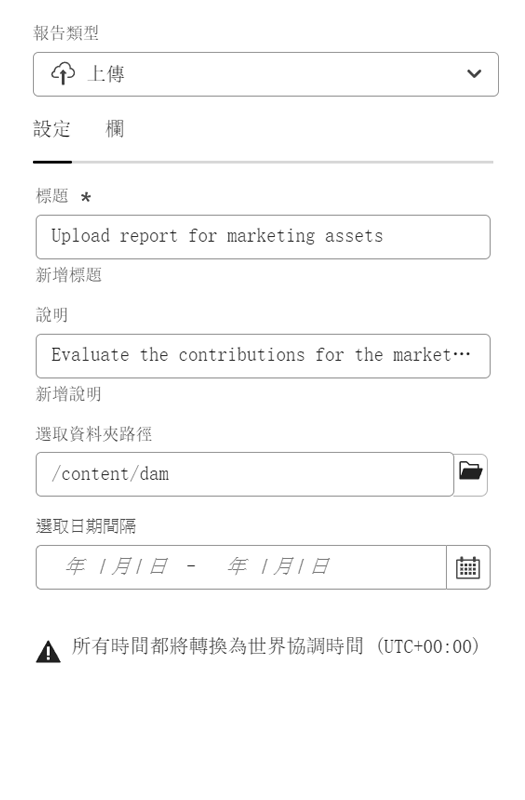 報告類型
上傳
設定 欄
標題 *
Upload report for marketing assets
新增標題
說明
Evaluate the contributions for the market…
新增說明
選取資料夾路徑
/content/dam
選取日期間隔
年 /月/日 - 年 /月/日
所有時間都將轉換為世界協調時間 (UTC+00:00)